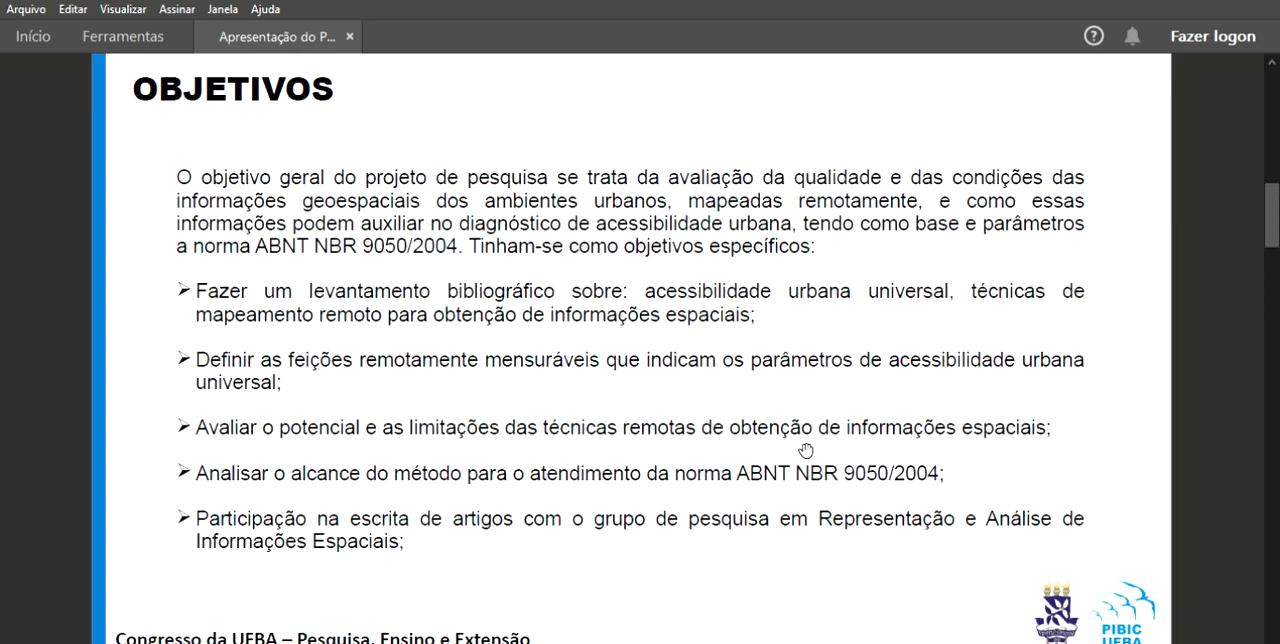 Arquivo Editar Visualizar Assinar Janela Ajuda
Início Ferramentas Apresentação do P... × ? Fazer logon
OBJETIVOS
O objetivo geral do projeto de pesquisa se trata da avaliação da qualidade e das condições das
informações geoespaciais dos ambientes urbanos, mapeadas remotamente, e como essas
informações podem auxiliar no diagnóstico de acessibilidade urbana, tendo como base e parâmetros
a norma ABNT NBR 9050/2004. Tinham-se como objetivos específicos:
➢ Fazer um levantamento bibliográfico sobre: acessibilidade urbana universal, técnicas de
mapeamento remoto para obtenção de informações espaciais;
➢ Definir as feições remotamente mensuráveis que indicam os parâmetros de acessibilidade urbana
universal;
➢ Avaliar o potencial e as limitações das técnicas remotas de obtenção de informações espaciais;
➢ Analisar o alcance do método para o atendimento da norma ABNT NBR 9050/2004;
➢ Participação na escrita de artigos com o grupo de pesquisa em Representação e Análise de
Informações Espaciais;
PIBIC
UFBA
Congresso da UFBA – Pesquisa, Ensino e Extensão